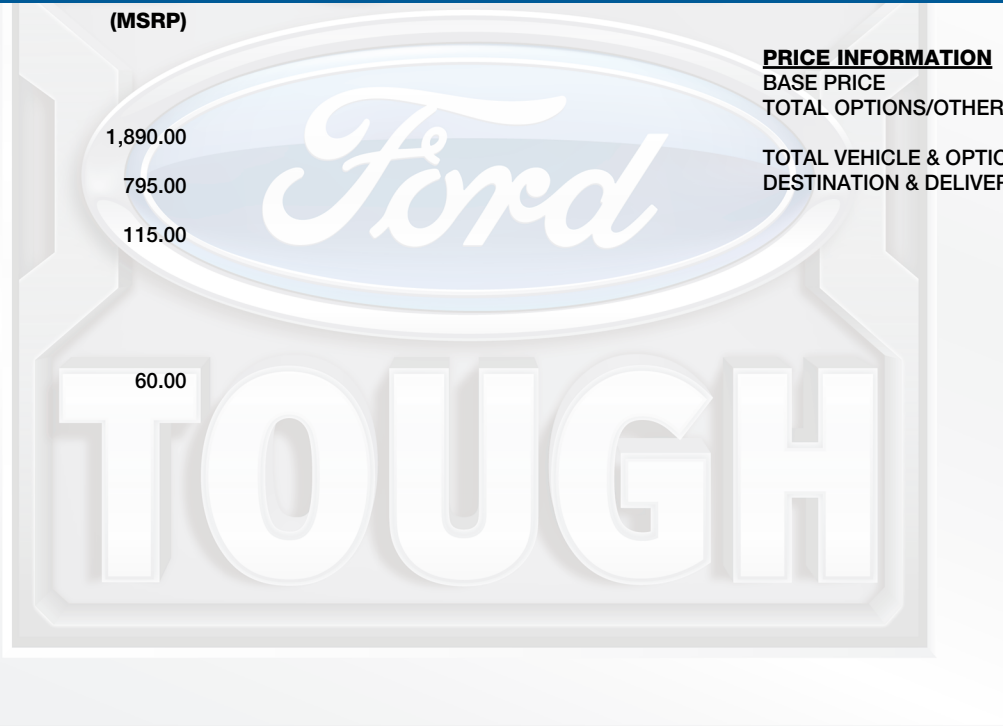 (MSRP)
1,890.00
795.00
115.00
60.00
PRICE INFORMATION
BASE PRICE
TOTAL OPTIONS/OTHER
TOTAL VEHICLE & OPTIO
DESTINATION & DELIVER
Ford
TOUGH